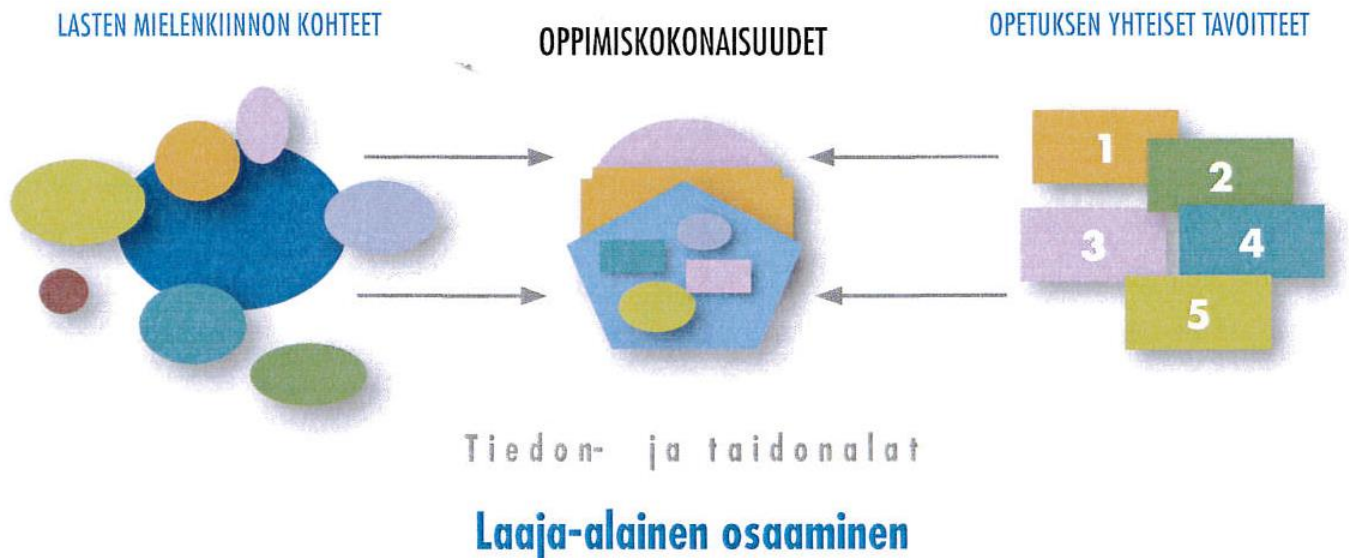 LASTEN MIELENKIINNON KOHTEET
OPPIMISKOKONAISUUDET
OPETUKSEN YHTEISET TAVOITTEET
1
2
3
4
5
Tiedon- ja taidonalat
Laaja-alainen osaaminen